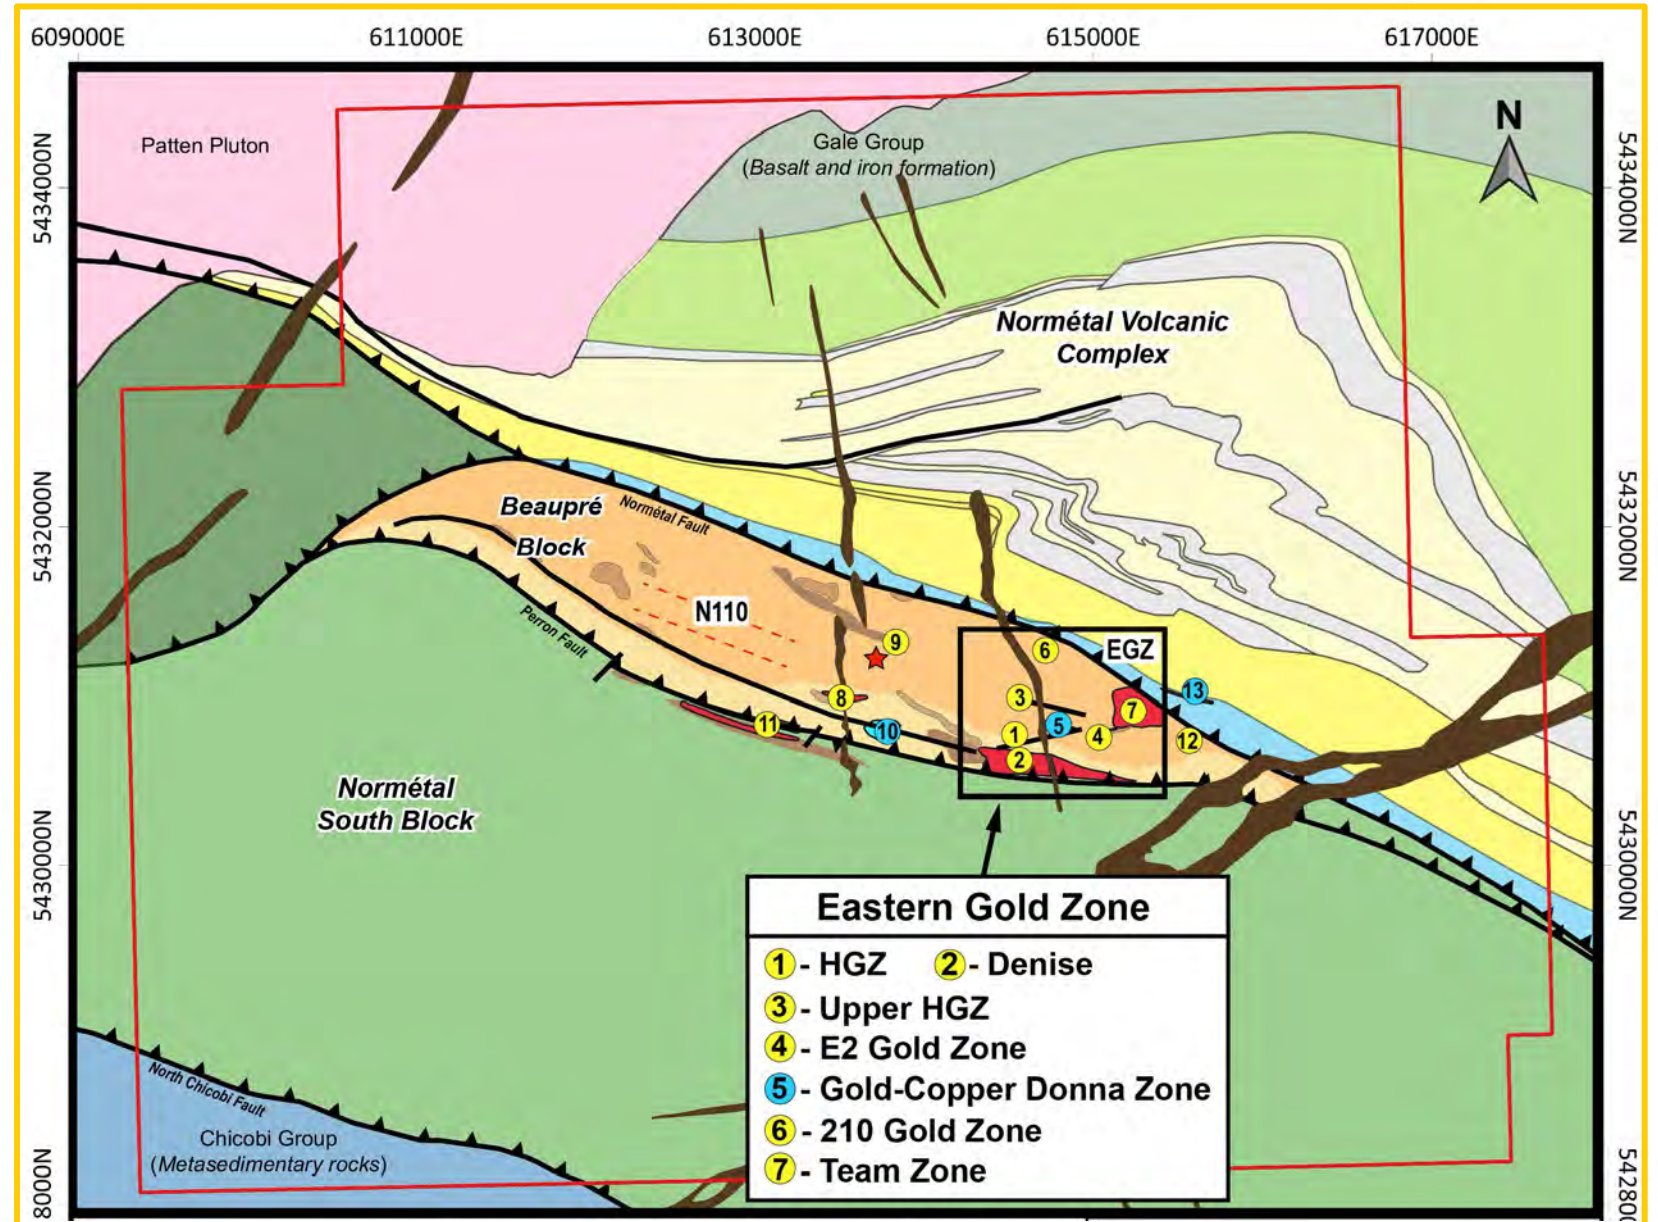 609000E 611000E 613000E 615000E 617000E
N
Patten Pluton
Gale Group
(Basalt and iron formation)
5434000N
5434000N
Normétal Volcanic
Complex
Beaupré
Block
Normétal Fault
5432000N
5432000N
N110
Perron Fault
EGZ
9
6
13
3
8
7
11
10
5
1
4
12
2
Normétal
South Block
5430000N
5430000N
Eastern Gold Zone
1 - HGZ 2 - Denise
3 - Upper HGZ
4 - E2 Gold Zone
5 - Gold-Copper Donna Zone
6 - 210 Gold Zone
7 - Team Zone
North Chicobi Fault
Chicobi Group
(Metasedimentary rocks)
8000N
542800